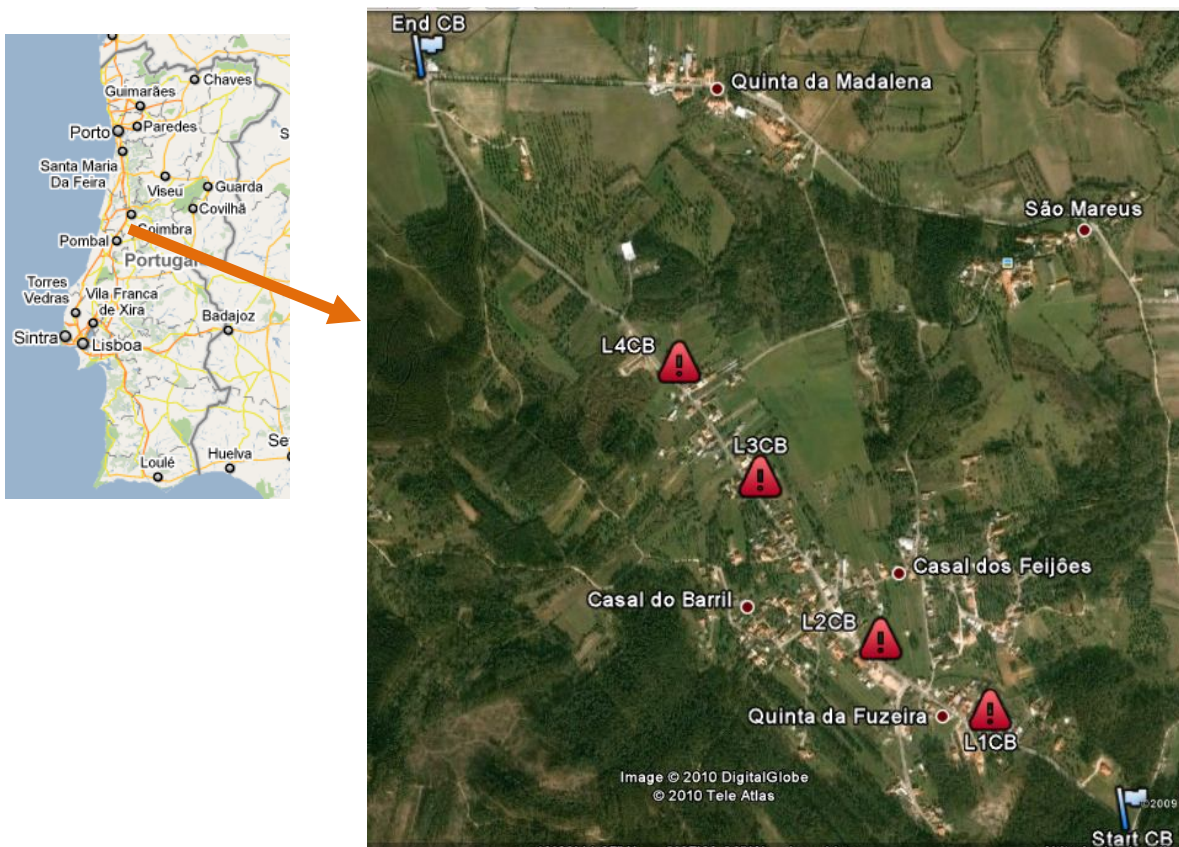 Chaves
Guimarães
Porto
Paredes
S
Santa Maria
Da Feira
Viseu
Guarda
Covilhã
Coimbra
Pombal
Portugal
Torres
Vedras
Vila Franca
de Xira
Badajoz
Sintra
Lisboa
Se
Huelva
Loulé
End CB
Quinta da Madalena
São Mareus
L4CB
L3CB
Casal dos Feijões
Casal do Barril
L2CB
Quinta da Fuzeira
L1CB
Image © 2010 DigitalGlobe
© 2010 Tele Atlas
©2009
Start CB